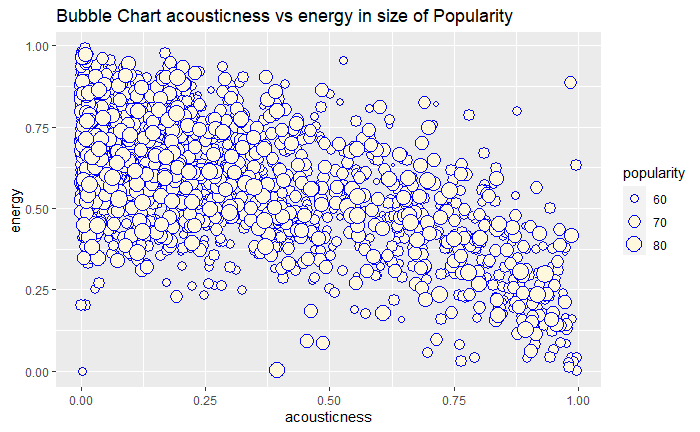 Bubble Chart acousticness vs energy in size of Popularity
1.00
0.75
0.50
0.25
0.00
energy
0.00 0.25 0.50 0.75 1.00
acousticness
popularity
60
70
80